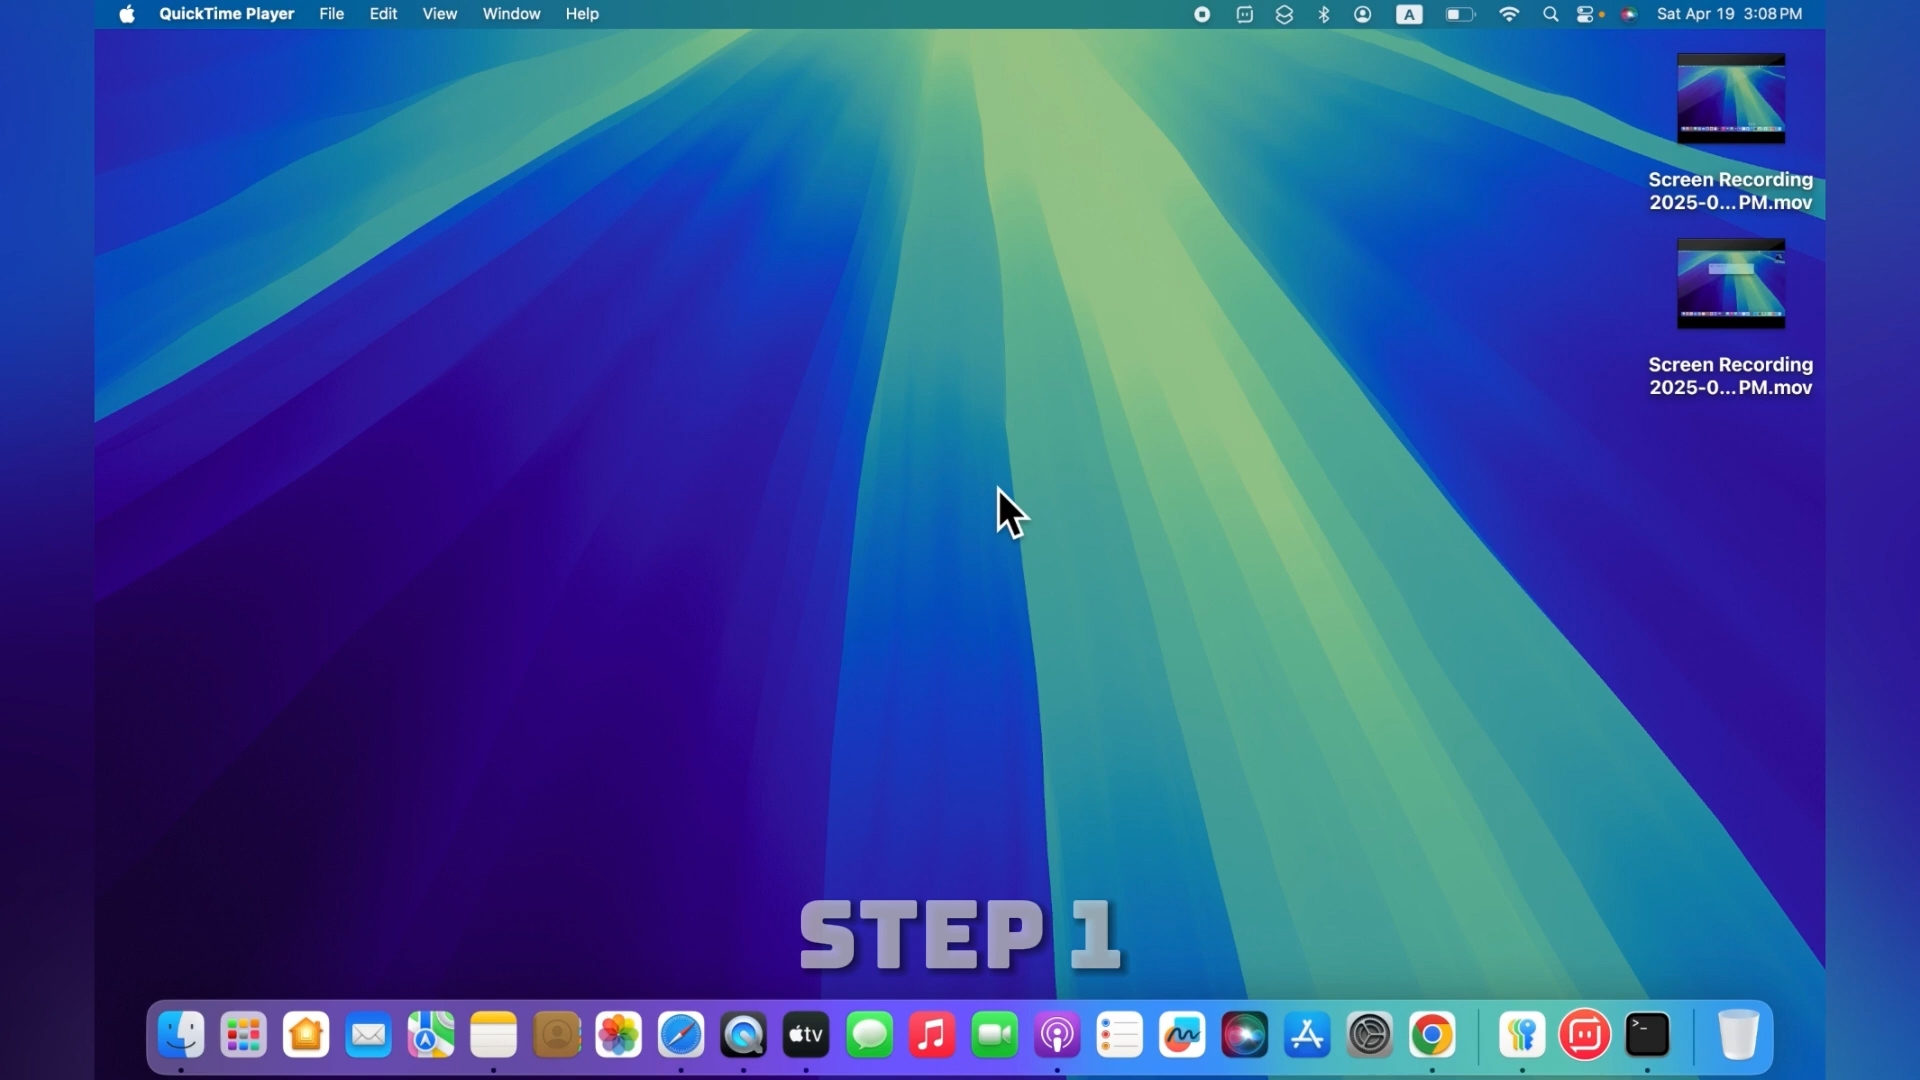 QuickTime Player File Edit View Window Help A Sat Apr 19 3:08 PM
Screen Recording
2025-0...PM.mov
Screen Recording
2025-0...PM.mov
STEP 1
tv
>_